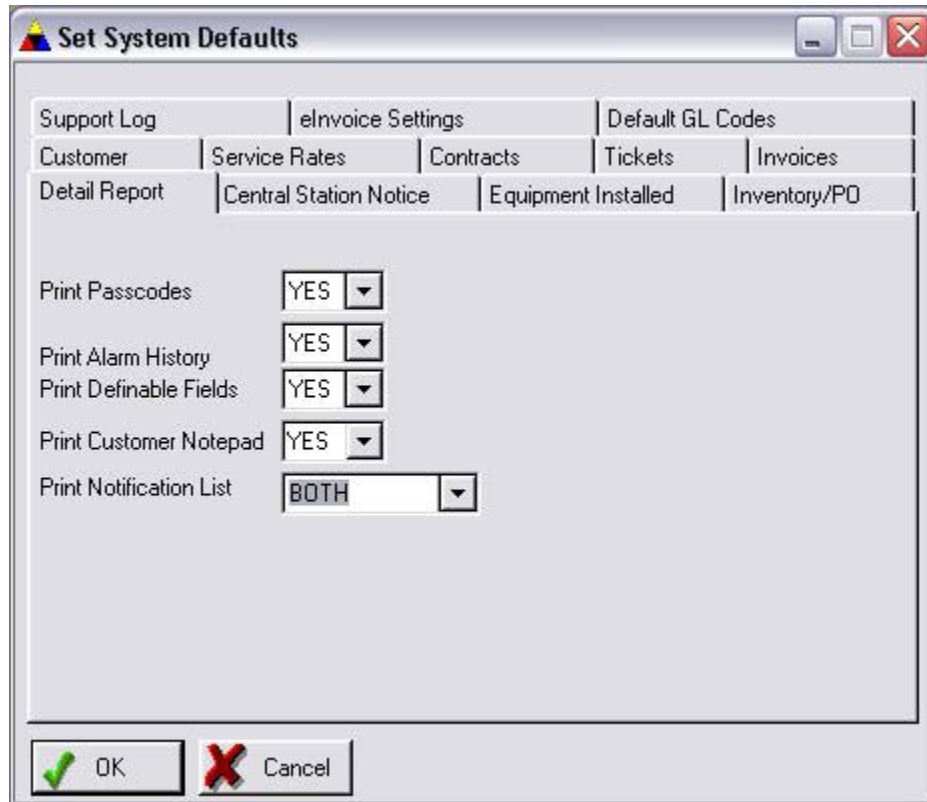 Set System Defaults
Support Log eInvoice Settings Default GL Codes
Customer Service Rates Contracts Tickets Invoices
Detail Report Central Station Notice Equipment Installed Inventory/PO
Print Passcodes YES
Print Alarm History YES
Print Definable Fields YES
Print Customer Notepad YES
Print Notification List BOTH
OK Cancel